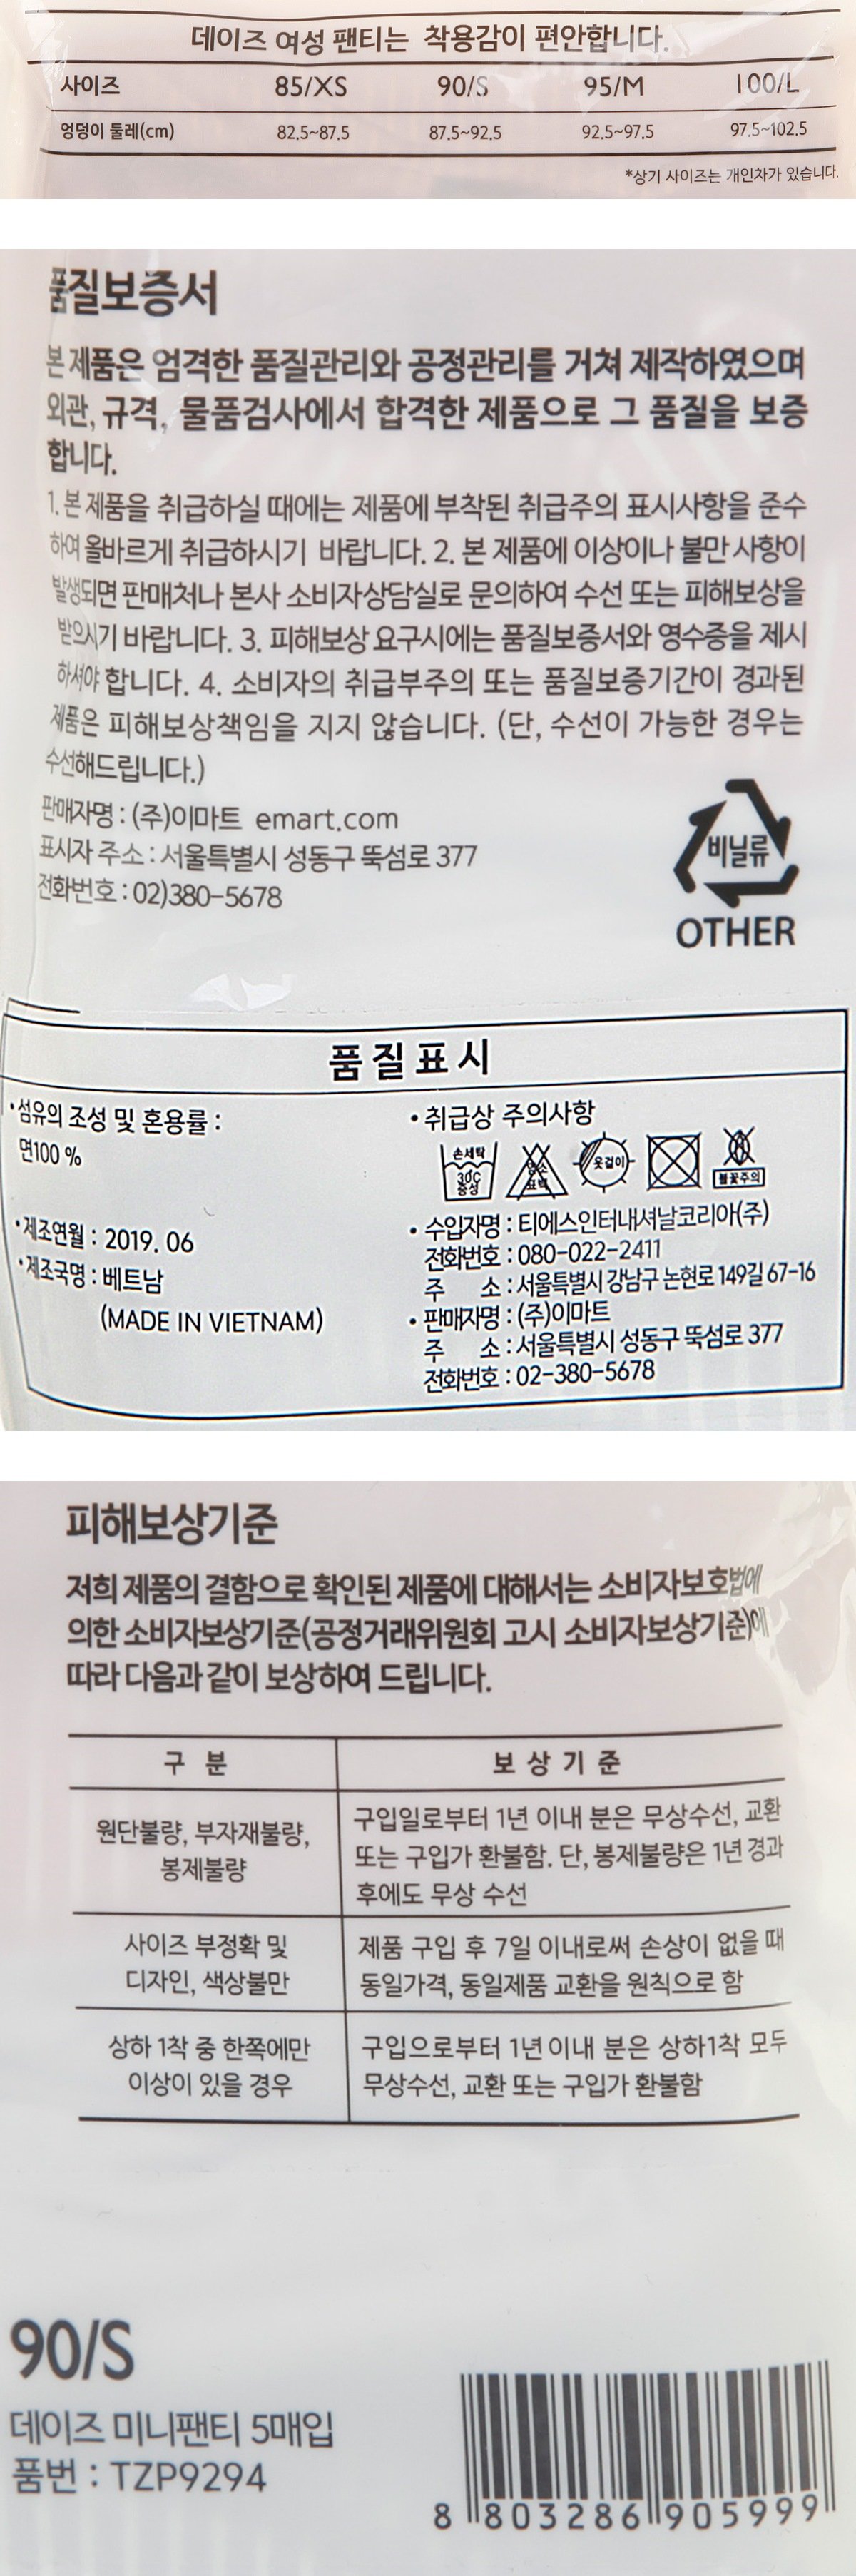 데이즈 여성 팬티는 착용감이 편안합니다.
사이즈 85/XS 90/S 95/M 100/L
엉덩이 둘레(cm) 82.5~87.5 87.5~92.5 92.5~97.5 97.5~102.5
*상기 사이즈는 개인차가 있습니다.
품질보증서
본 제품은 엄격한 품질관리와 공정관리를 거쳐 제작하였으며
외관, 규격, 물품검사에서 합격한 제품으로 그 품질을 보증
합니다.
1. 본 제품을 취급하실 때에는 제품에 부착된 취급주의 표시사항을 준수
하여 올바르게 취급하시기 바랍니다. 2. 본 제품에 이상이나 불만 사항이
발생되면 판매처나 본사 소비자상담실로 문의하여 수선 또는 피해보상을
받으시기 바랍니다. 3. 피해보상 요구시에는 품질보증서와 영수증을 제시
하셔야 합니다. 4. 소비자의 취급부주의 또는 품질보증기간이 경과된
제품은 피해보상책임을 지지 않습니다. (단, 수선이 가능한 경우는
수선해드립니다.)
판매자명 : (주)이마트 emart.com
표시자 주소 : 서울특별시 성동구 뚝섬로 377
전화번호 : 02)380-5678
비닐류
OTHER
품질표시
•섬유의 조성 및 혼용률 :
면100 %
•제조연월 : 2019. 06
•제조국명 : 베트남
(MADE IN VIETNAM)
• 취급상 주의사항
손세탁
30℃
중성
염소
표백
옷걸이
불꽃주의
• 수입자명 : 티에스인터내셔날코리아(주)
전화번호 : 080-022-2411
주 소 : 서울특별시 강남구 논현로 149길 67-16
• 판매자명 : (주)이마트
주 소 : 서울특별시 성동구 뚝섬로 377
전화번호 : 02-380-5678
피해보상기준
저희 제품의 결함으로 확인된 제품에 대해서는 소비자보호법에
의한 소비자보상기준(공정거래위원회 고시 소비자보상기준)에
따라 다음과 같이 보상하여 드립니다.
구 분 보 상 기 준
원단불량, 부자재불량,
봉제불량
구입일로부터 1년 이내 분은 무상수선, 교환
또는 구입가 환불함. 단, 봉제불량은 1년 경과
후에도 무상 수선
사이즈 부정확 및
디자인, 색상불만
제품 구입 후 7일 이내로써 손상이 없을 때
동일가격, 동일제품 교환을 원칙으로 함
상하 1착 중 한쪽에만
이상이 있을 경우
구입으로부터 1년 이내 분은 상하1착 모두
무상수선, 교환 또는 구입가 환불함
90/S
데이즈 미니팬티 5매입
품번 : TZP9294
8 803286 905999